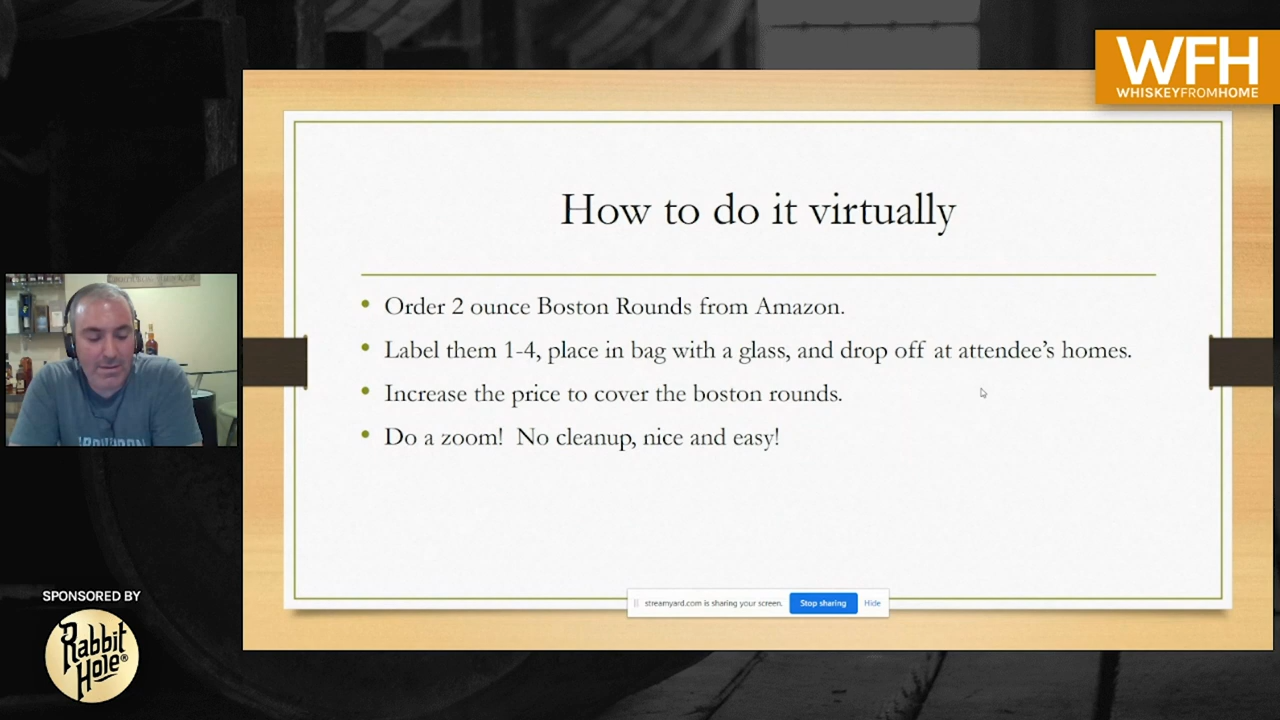 WFH
WHISKEYFROMHOME
How to do it virtually
Order 2 ounce Boston Rounds from Amazon.
Label them 1-4, place in bag with a glass, and drop off at attendee's homes.
Increase the price to cover the boston rounds.
Do a zoom! No cleanup, nice and easy!
streamyard.com is sharing your screen. Stop sharing Hide
SPONSORED BY
Rabbit
Hole®